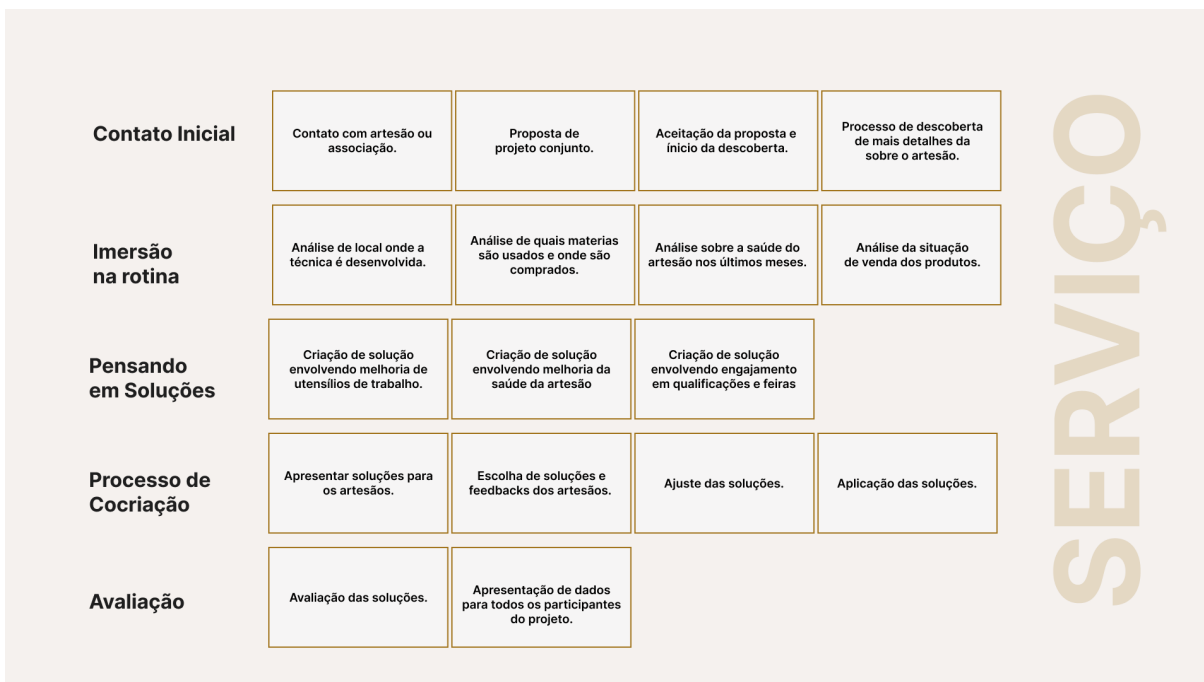 Contato Inicial
Contato com artesão ou
associação.
Proposta de
projeto conjunto.
Aceitação da proposta e
ínicio da descoberta.
Processo de descoberta
de mais detalhes da
sobre o artesão.
Imersão
na rotina
Análise de local onde a
técnica é desenvolvida.
Análise de quais materias
são usados e onde são
comprados.
Análise sobre a saúde do
artesão nos últimos meses.
Análise da situação
de venda dos produtos.
Pensando
em Soluções
Criação de solução
envolvendo melhoria de
utensílios de trabalho.
Criação de solução
envolvendo melhoria da
saúde da artesão
Criação de solução
envolvendo engajamento
em qualificações e feiras
Processo de
Cocriação
Apresentar soluções para
os artesãos.
Escolha de soluções e
feedbacks dos artesãos.
Ajuste das soluções.
Aplicação das soluções.
Avaliação
Avaliação das soluções.
Apresentação de dados
para todos os participantes
do projeto.
SERVIÇO